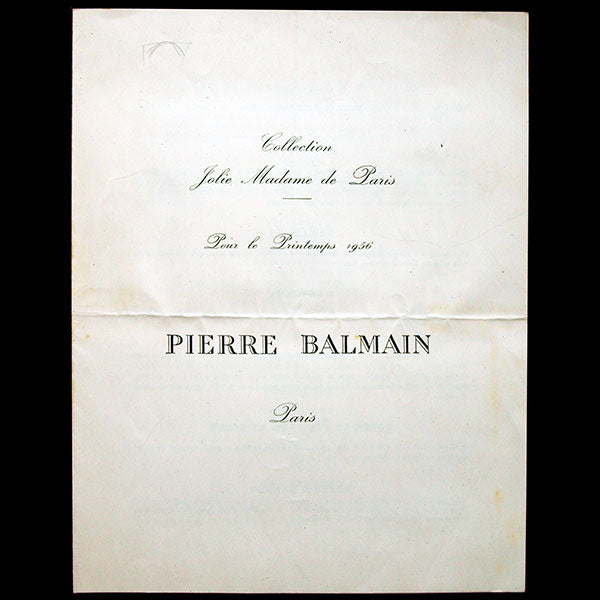 Collection
Jolie Madame de Paris
Pour le Printemps 1956
PIERRE BALMAIN
Paris